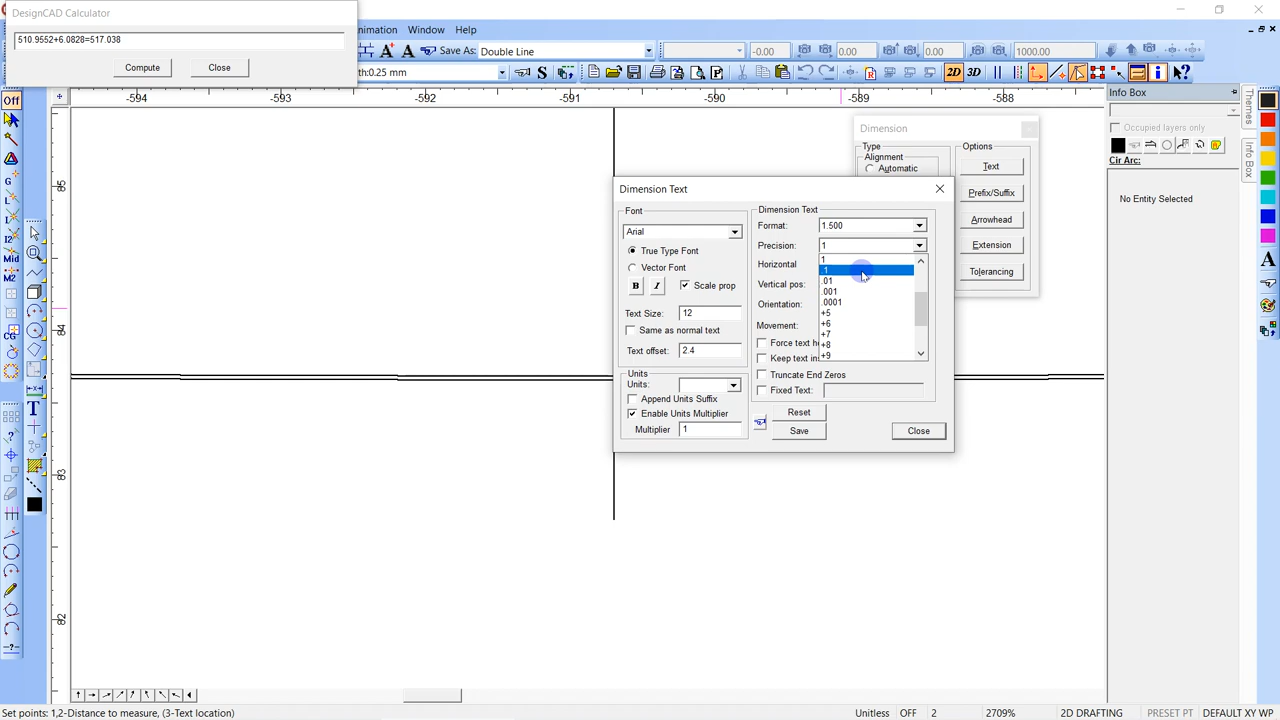 DesignCAD Calculator
510.9552+6.0828=517.038
Compute
Close
Animation
Window
Help
Save As:
Double Line
-0.00
0.00
0.00
1000.00
th:0.25 mm
2D
3D
Off
-594
-593
-592
-591
-590
-589
-588
85
84
83
82
G
L
I2
Mid
M2
CG
T
Info Box
Occupied layers only
Cir Arc:
No Entity Selected
Themes
Info Box
Dimension
Type
Alignment
Automatic
Options
Text
Prefix/Suffix
Arrowhead
Extension
Tolerancing
Dimension Text
Font
Arial
True Type Font
Vector Font
B
I
Scale prop
Text Size:
12
Same as normal text
Text offset:
2.4
Units
Units:
Append Units Suffix
Enable Units Multiplier
Multiplier
1
Dimension Text
Format:
1.500
Precision:
1
Horizontal
Vertical pos:
Orientation:
Movement:
1
.1
.01
.001
.0001
+5
+6
+7
+8
+9
Force text h
Keep text in
Truncate End Zeros
Fixed Text:
Reset
Save
Close
Set points: 1,2-Distance to measure, (3-Text location)
Unitless
OFF
2
2709%
2D DRAFTING
PRESET PT
DEFAULT XY WP